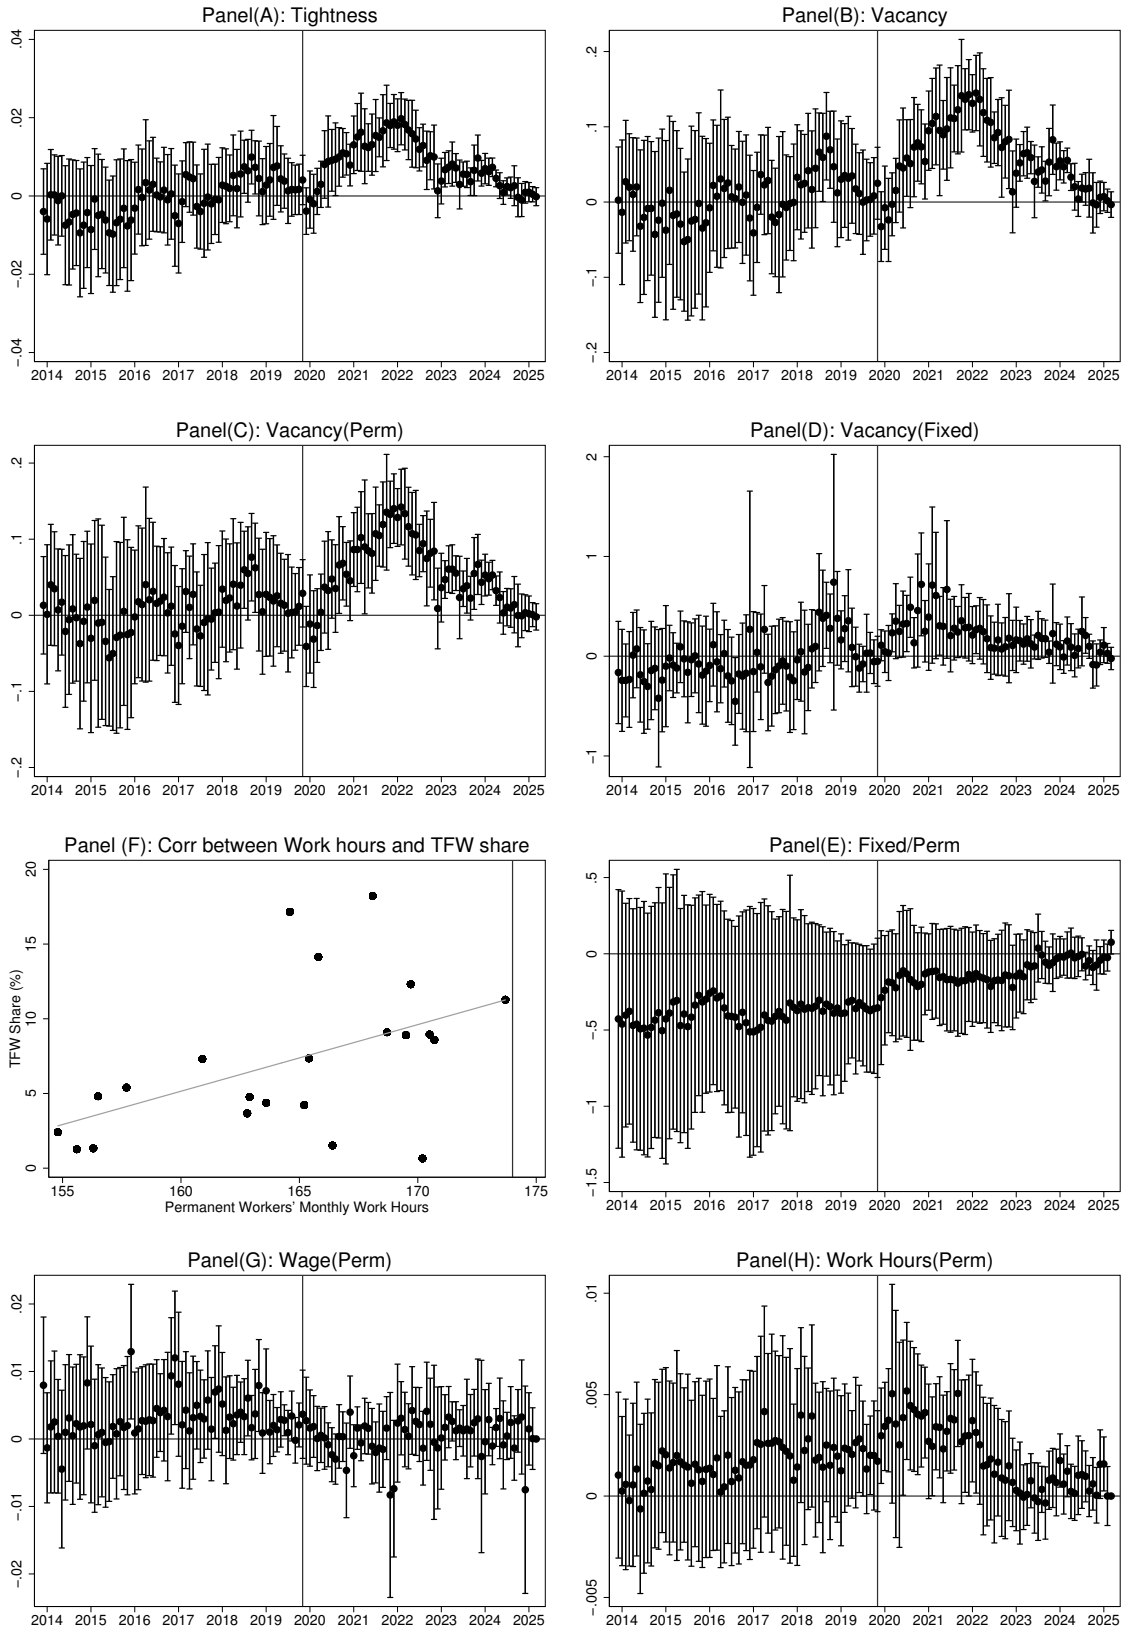 Panel(A): Tightness
.04
.02
0
-.02
-.04
2014 2015 2016 2017 2018 2019 2020 2021 2022 2023 2024 2025
Panel(B): Vacancy
.2
.1
0
-.1
-.2
2014 2015 2016 2017 2018 2019 2020 2021 2022 2023 2024 2025
Panel(C): Vacancy(Perm)
.2
.1
0
-.1
-.2
2014 2015 2016 2017 2018 2019 2020 2021 2022 2023 2024 2025
Panel(D): Vacancy(Fixed)
2
1
0
-1
2014 2015 2016 2017 2018 2019 2020 2021 2022 2023 2024 2025
Panel (F): Corr between Work hours and TFW share
TFW Share (%)
20
15
10
5
0
155 160 165 170 175
Permanent Workers' Monthly Work Hours
Panel(E): Fixed/Perm
.5
0
-.5
-1
-1.5
2014 2015 2016 2017 2018 2019 2020 2021 2022 2023 2024 2025
Panel(G): Wage(Perm)
.02
.01
0
-.01
-.02
2014 2015 2016 2017 2018 2019 2020 2021 2022 2023 2024 2025
Panel(H): Work Hours(Perm)
.01
.005
0
-.005
2014 2015 2016 2017 2018 2019 2020 2021 2022 2023 2024 2025